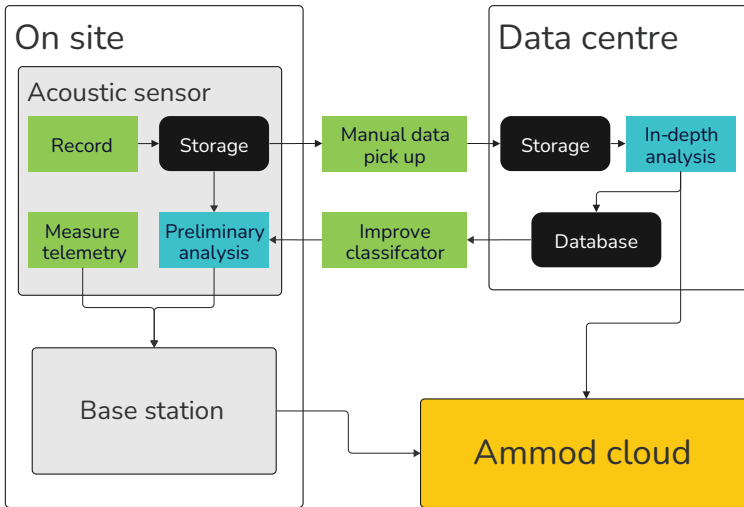 On site
Data centre
Acoustic sensor
Record
Storage
Manual data
pick up
Storage
In-depth
analysis
Measure
telemetry
Preliminary
analysis
Improve
classifcator
Database
Base station
Ammod cloud